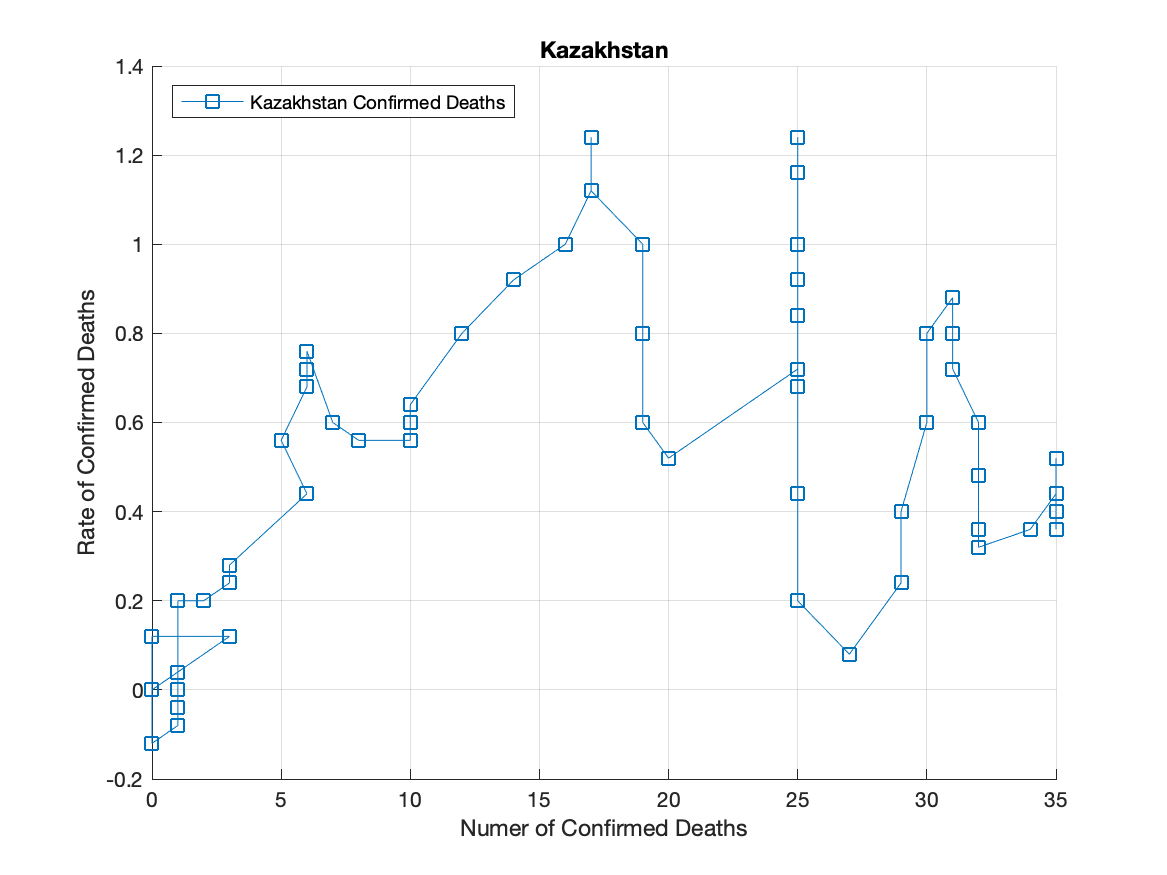 Kazakhstan
Kazakhstan Confirmed Deaths
1.4
1.2
1
0.8
0.6
0.4
0.2
0
-0.2
Rate of Confirmed Deaths
0 5 10 15 20 25 30 35
Numer of Confirmed Deaths